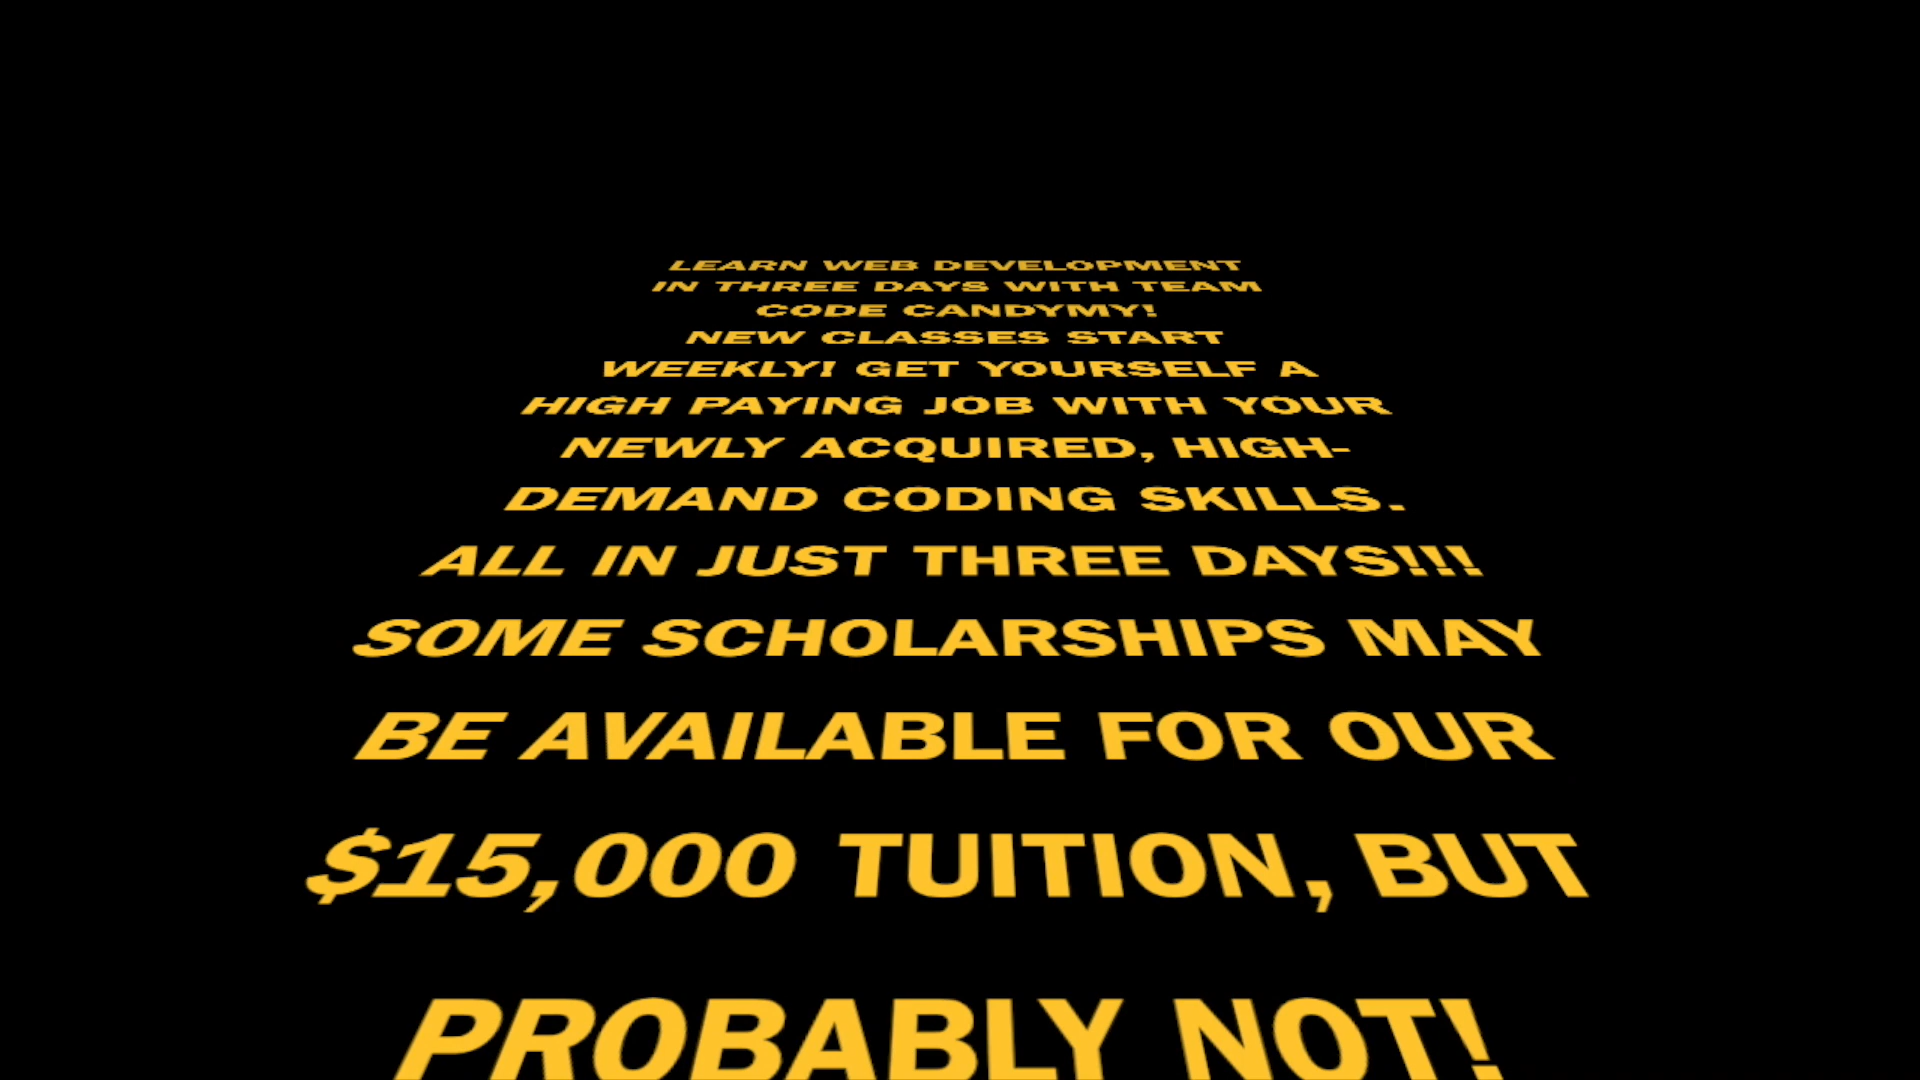 LEARN WEB DEVELOPMENT
IN THREE DAYS WITH TEAM
CODE CANDYMY!
NEW CLASSES START
WEEKLY! GET YOURSELF A
HIGH PAYING JOB WITH YOUR
NEWLY ACQUIRED, HIGH-
DEMAND CODING SKILLS.
ALL IN JUST THREE DAYS!!!
SOME SCHOLARSHIPS MAY
BE AVAILABLE FOR OUR
$15,000 TUITION, BUT
PROBABLY NOT!